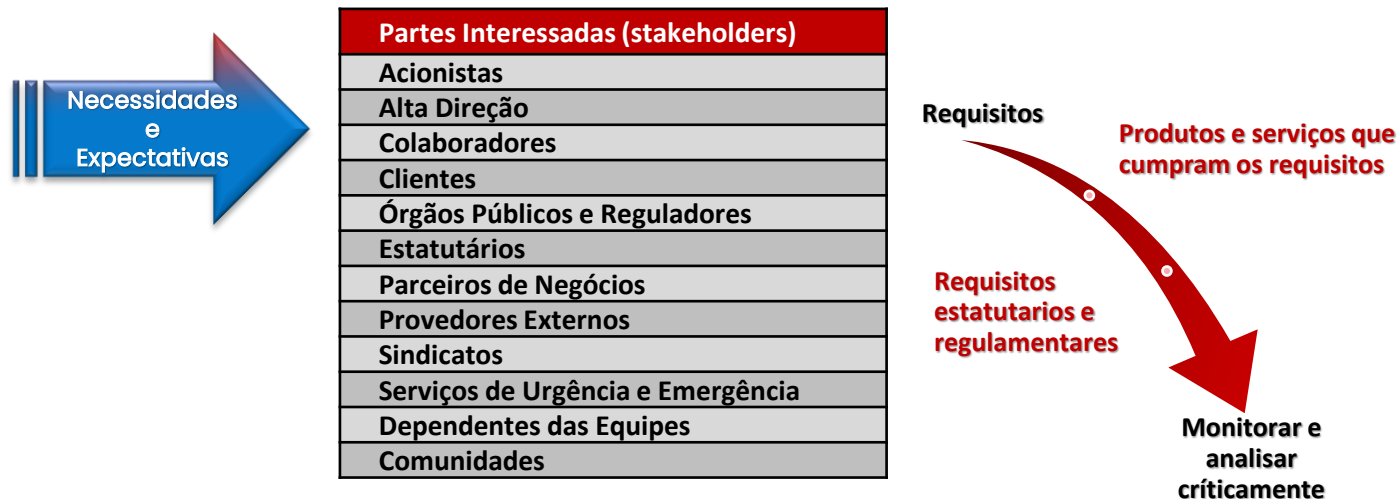 Necessidades
e
Expectativas
Partes Interessadas (stakeholders)
Acionistas
Alta Direção
Colaboradores
Clientes
Órgãos Públicos e Reguladores
Estatutários
Parceiros de Negócios
Provedores Externos
Sindicatos
Serviços de Urgência e Emergência
Dependentes das Equipes
Comunidades
Requisitos
Produtos e serviços que
cumpram os requisitos
Requisitos
estatutarios e
regulamentares
Monitorar e
analisar
críticamente